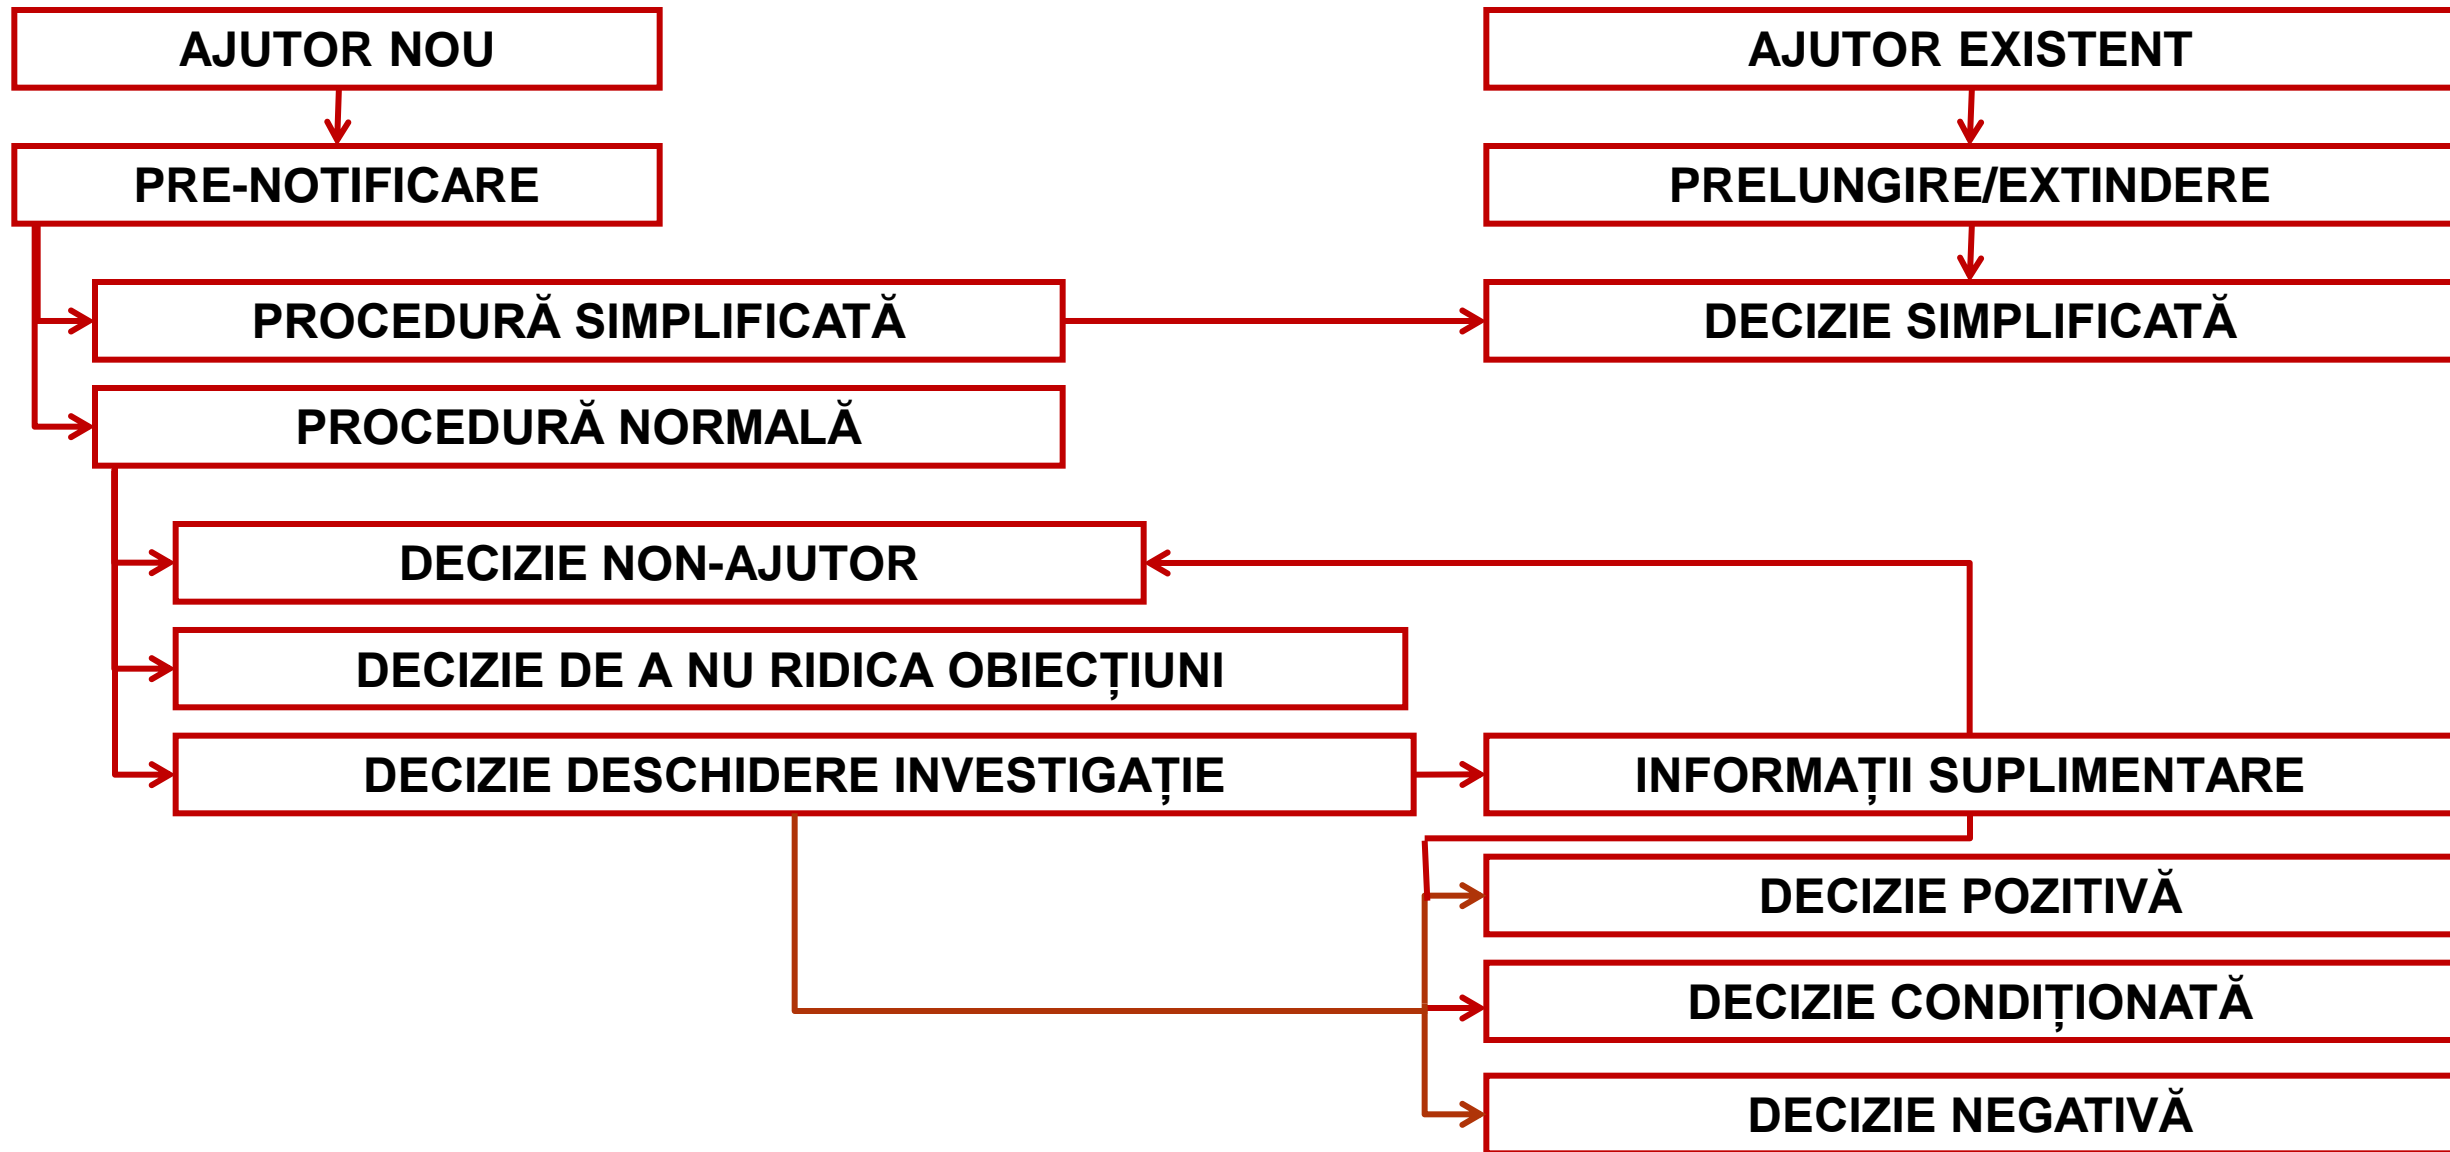 AJUTOR NOU
AJUTOR EXISTENT
PRE-NOTIFICARE
PRELUNGIRE/EXTINDERE
PROCEDURĂ SIMPLIFICATĂ
DECIZIE SIMPLIFICATĂ
PROCEDURĂ NORMALĂ
DECIZIE NON-AJUTOR
DECIZIE DE A NU RIDICA OBIECȚIUNI
DECIZIE DESCHIDERE INVESTIGAȚIE
INFORMAȚII SUPLIMENTARE
DECIZIE POZITIVĂ
DECIZIE CONDIȚIONATĂ
DECIZIE NEGATIVĂ